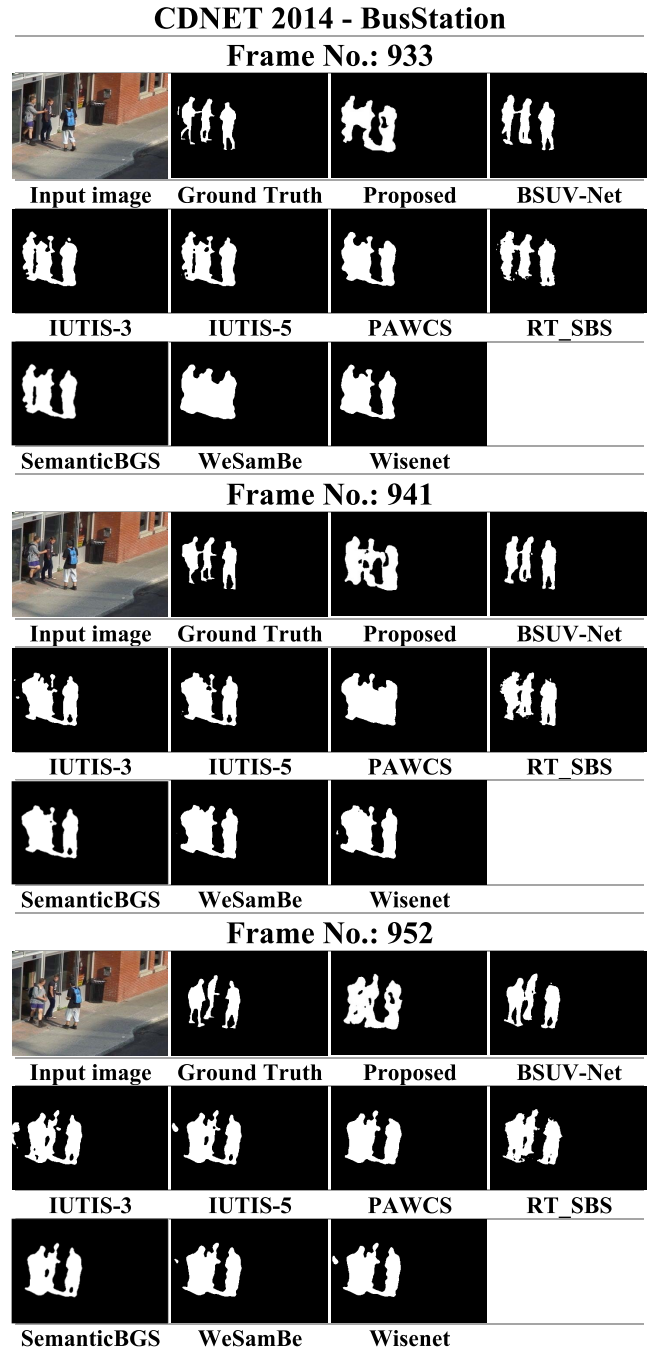 CDNET 2014 - BusStation
Frame No.: 933
Input image Ground Truth Proposed BSUV-Net
IUTIS-3 IUTIS-5 PAWCS RT_SBS
SemanticBGS WeSamBe Wisenet
Frame No.: 941
Input image Ground Truth Proposed BSUV-Net
IUTIS-3 IUTIS-5 PAWCS RT_SBS
SemanticBGS WeSamBe Wisenet
Frame No.: 952
Input image Ground Truth Proposed BSUV-Net
IUTIS-3 IUTIS-5 PAWCS RT_SBS
SemanticBGS WeSamBe Wisenet